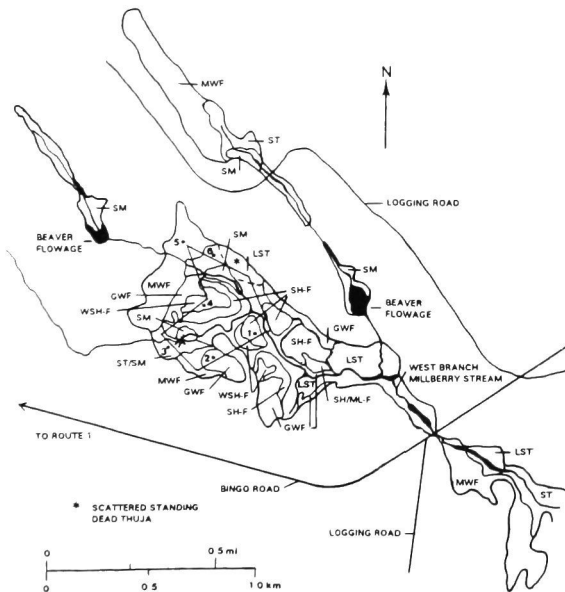 MWF
N
ST
SM
SM
LOGGING ROAD
BEAVER
FLOWAGE
SM
5
6
*
LST
SM
MWF
SH-F
BEAVER
FLOWAGE
GWF
4
WSH-F
GWF
SM
1
SH-F
LST
3
2
WEST BRANCH
MILLBERRY STREAM
ST/SM
LST
MWF
GWF
WSH-F
SH/ML-F
SH-F
GWF
TO ROUTE 1
LST
MWF
ST
BINGO ROAD
* SCATTERED STANDING
DEAD THUJA
LOGGING ROAD
0 0.5 mi
0 0.5 1.0 km